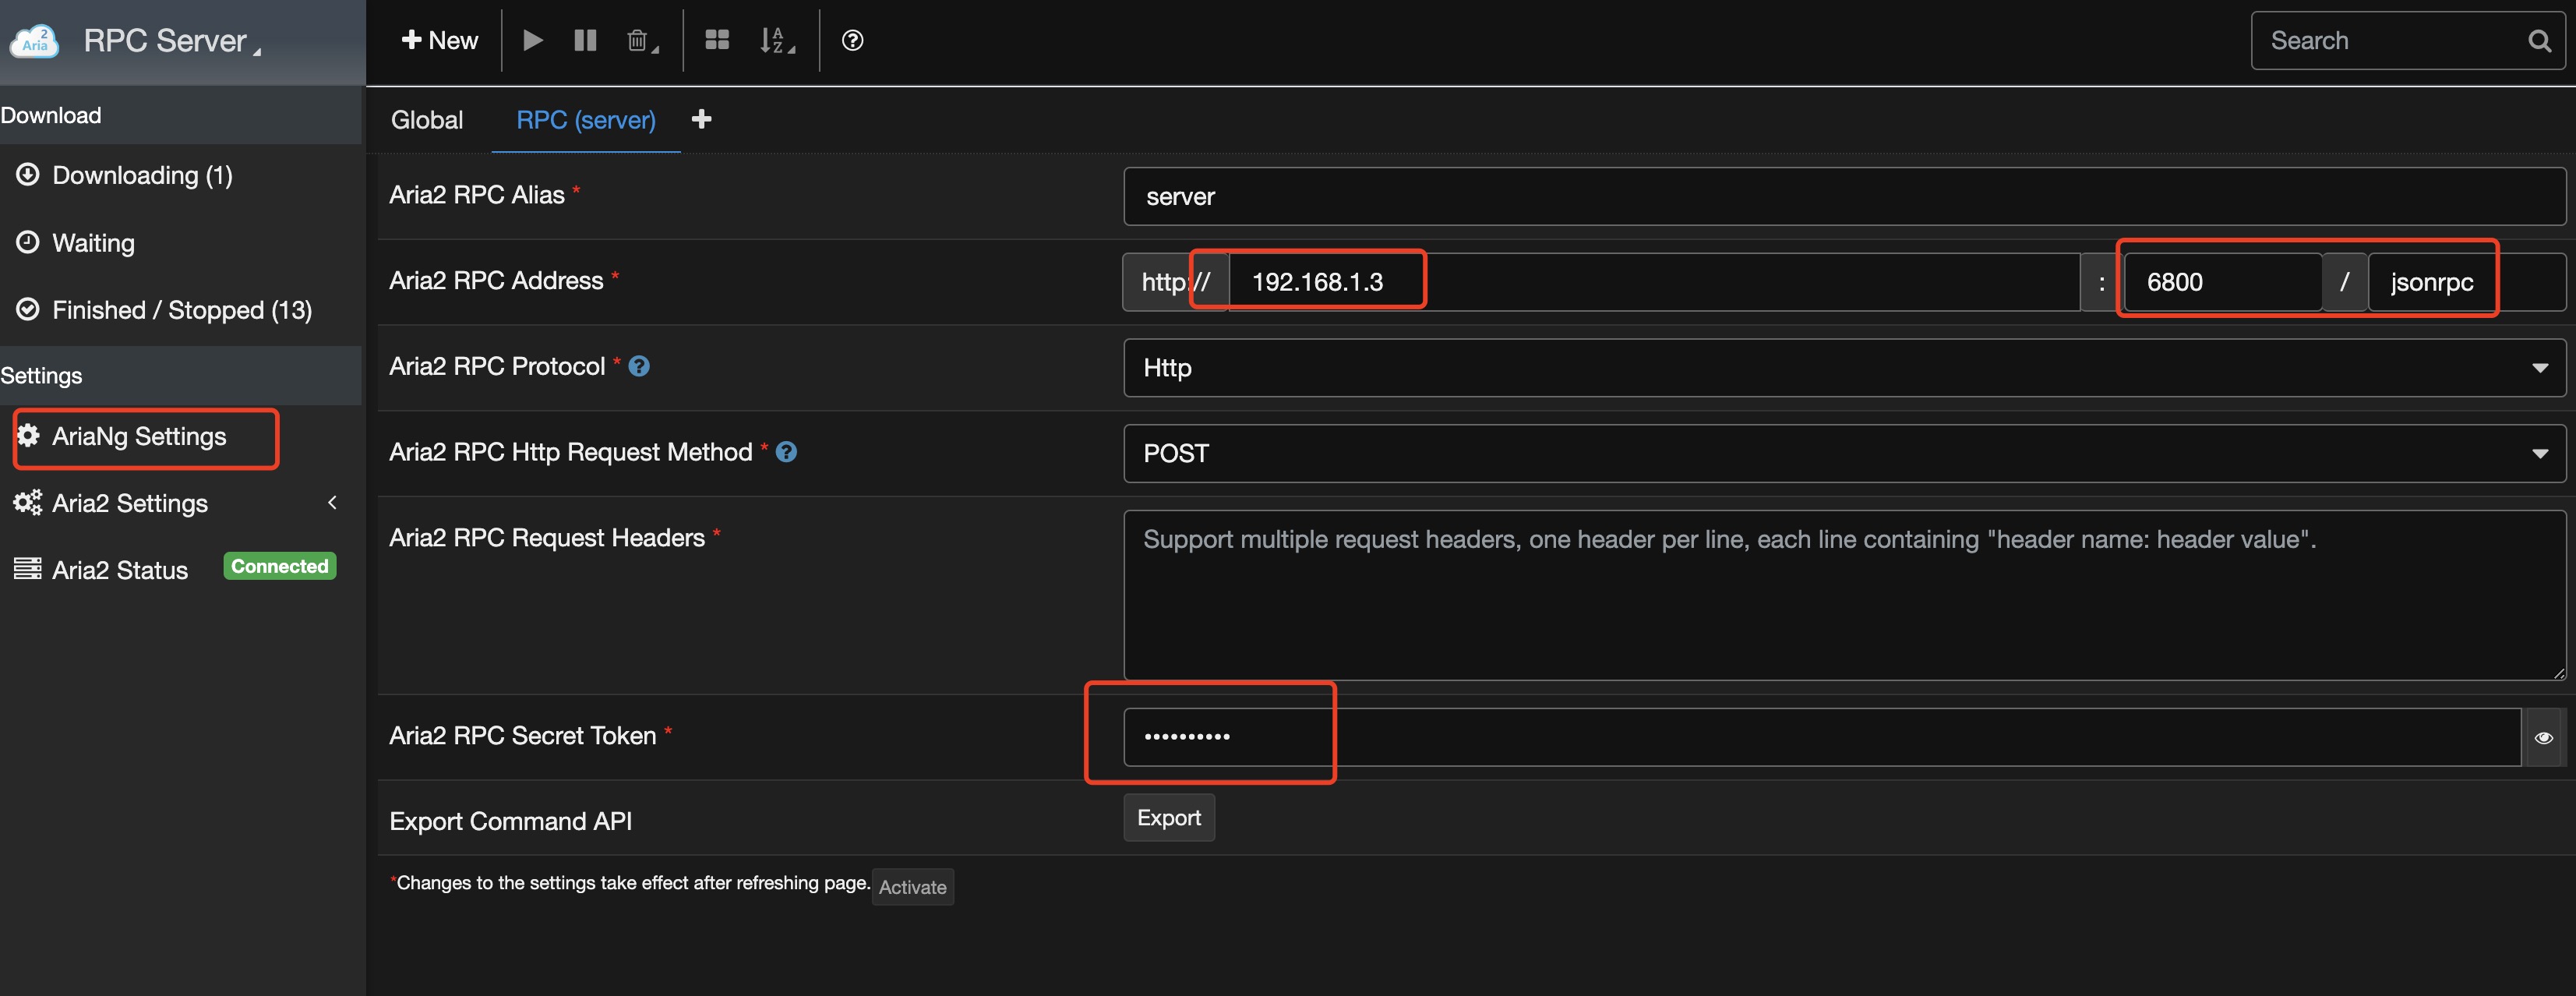 Aria 2
RPC Server
New
Search
Download
Downloading (1)
Waiting
Finished / Stopped (13)
Settings
AriaNg Settings
Aria2 Settings
Aria2 Status Connected
Global RPC (server)
Aria2 RPC Alias * server
Aria2 RPC Address * http:// 192.168.1.3 : 6800 / jsonrpc
Aria2 RPC Protocol * Http
Aria2 RPC Http Request Method * POST
Aria2 RPC Request Headers * Support multiple request headers, one header per line, each line containing "header name: header value".
Aria2 RPC Secret Token * ••••••••••
Export Command API Export
*Changes to the settings take effect after refreshing page. Activate